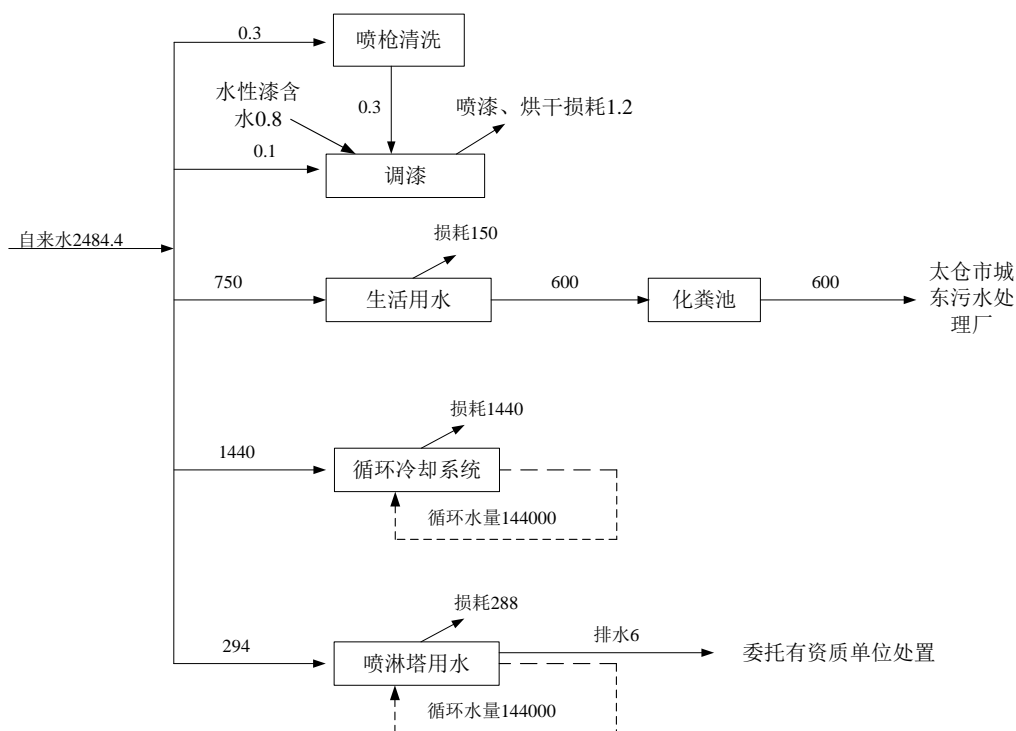 0.3
喷枪清洗
水性漆含
水0.8
0.3
喷漆、烘干损耗1.2
0.1
调漆
自来水2484.4
损耗150
750
生活用水
600
化粪池
600
太仓市城
东污水处
理厂
损耗1440
1440
循环冷却系统
循环水量144000
损耗288
294
喷淋塔用水
排水6
委托有资质单位处置
循环水量144000